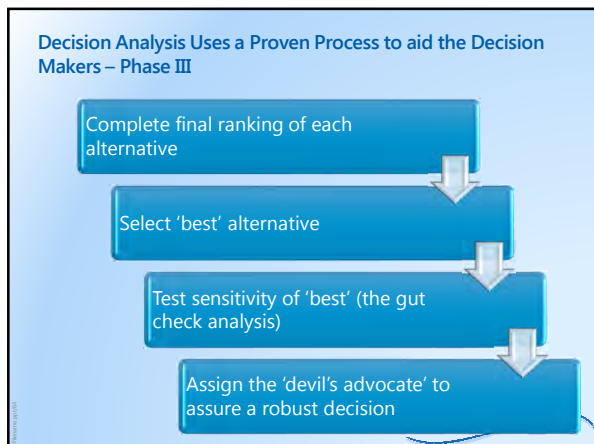 Decision Analysis Uses a Proven Process to aid the Decision
Makers – Phase III
Complete final ranking of each
alternative
Select 'best' alternative
Test sensitivity of 'best' (the gut
check analysis)
Assign the 'devil's advocate' to
assure a robust decision